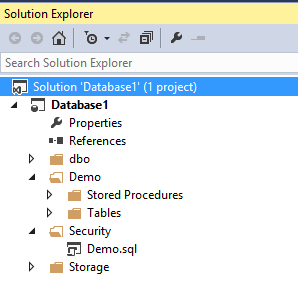 Solution Explorer
Search Solution Explorer
Solution 'Database1' (1 project)
Database1
Properties
References
dbo
Demo
Stored Procedures
Tables
Security
Demo.sql
Storage